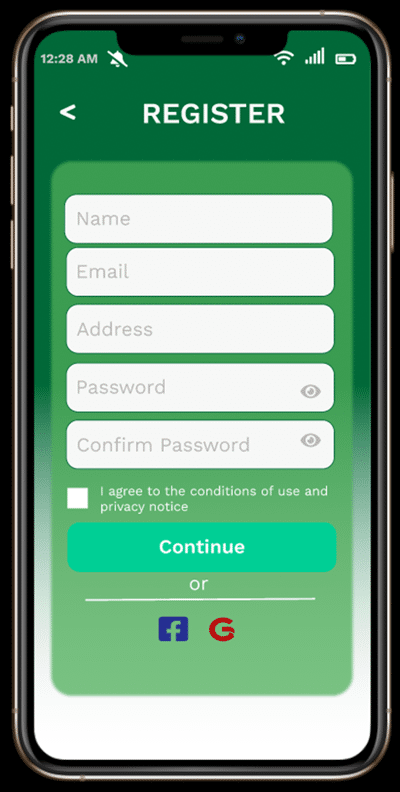 12:28 AM
< REGISTER
Name
Email
Address
Password
Confirm Password
I agree to the conditions of use and
privacy notice
Continue
or